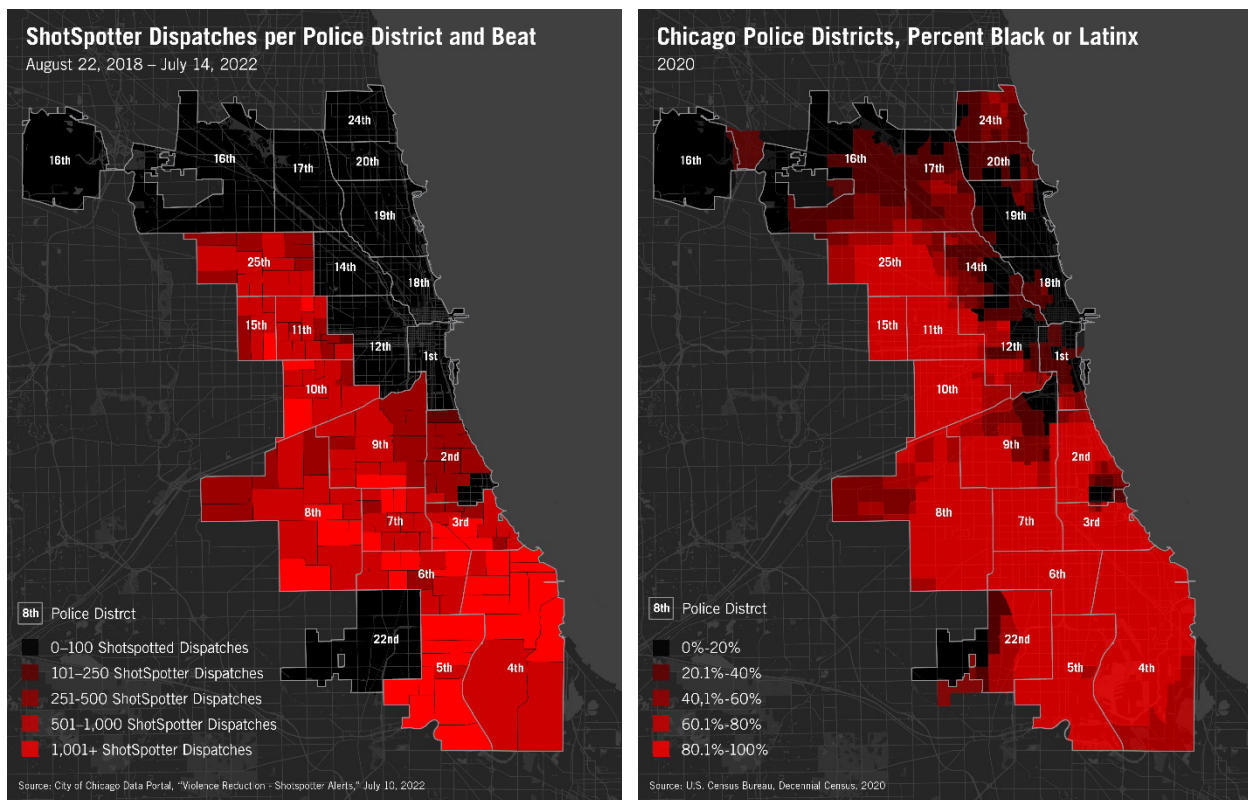 ShotSpotter Dispatches per Police District and Beat
August 22, 2018 – July 14, 2022
24th
16th
16th
17th
20th
19th
25th
14th
18th
15th
11th
12th
1st
10th
9th
2nd
8th
7th
3rd
6th
22nd
5th
4th
8th Police Distrct
0–100 Shotspotted Dispatches
101–250 ShotSpotter Dispatches
251-500 ShotSpotter Dispatches
501–1,000 ShotSpotter Dispatches
1,001+ ShotSpotter Dispatches
Source: City of Chicago Data Portal, "Violence Reduction - Shotspotter Alerts," July 10, 2022
Chicago Police Districts, Percent Black or Latinx
2020
24th
16th
16th
17th
20th
19th
25th
14th
18th
15th
11th
12th
1st
10th
9th
2nd
8th
7th
3rd
6th
22nd
5th
4th
8th Police Distrct
0%-20%
20.1%-40%
40,1%-60%
60.1%-80%
80.1%-100%
Source: U.S. Census Bureau, Decennial Census, 2020